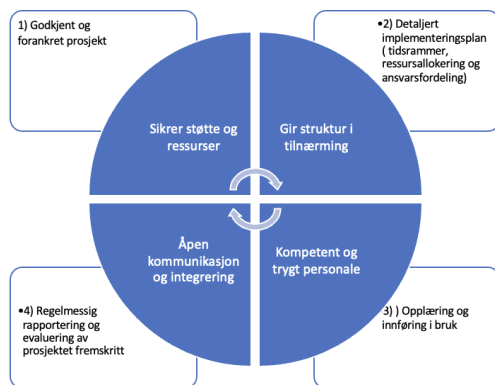 1) Godkjent og
forankret prosjekt
•2) Detaljert
implementeringsplan
( tidsrammer,
ressursallokering og
ansvarsfordeling)
Sikrer støtte og
ressurser
Gir struktur i
tilnærming
Åpen
kommunikasjon
og integrering
Kompetent og
trygt personale
•4) Regelmessig
rapportering og
evaluering av
prosjektet fremskritt
3) ) Opplæring og
innføring i bruk